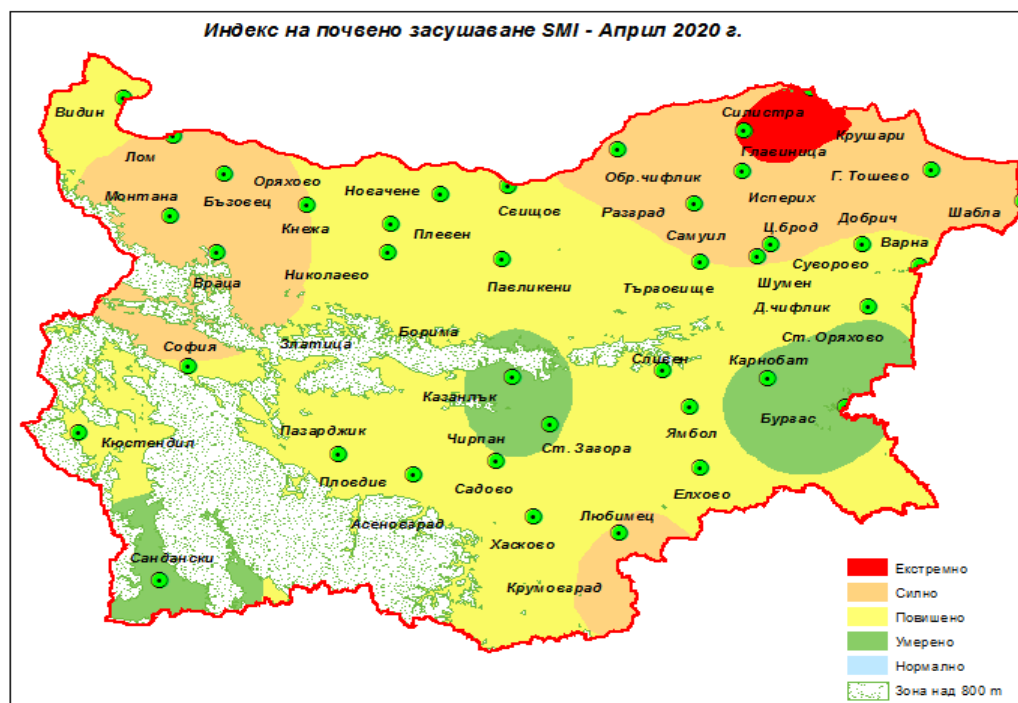 Индекс на почвено засушаване SMI - Април 2020 г.
Видин
Силистра
Крушари
Лом
Главиница
Оряхово
Новачене
Обр.чифлик
Г. Тошево
Монтана
Бъзовец
Свищов
Исперих
Разград
Добрич
Шабла
Кнежа
Плевен
Самуил
Ц.брод
Варна
Николаево
Суворово
Враца
Павликени
Търговище
Шумен
Д.чифлик
Борима
Ст. Оряхово
София
Златица
Сливен
Карнобат
Казанлък
Бургас
Пазарджик
Ямбол
Кюстендил
Чирпан
Ст. Загора
Пловдив
Садово
Елхово
Асеновград
Любимец
Хасково
Сандански
Крумовград
Екстремно
Силно
Повишено
Умерено
Нормално
Зона над 800 m